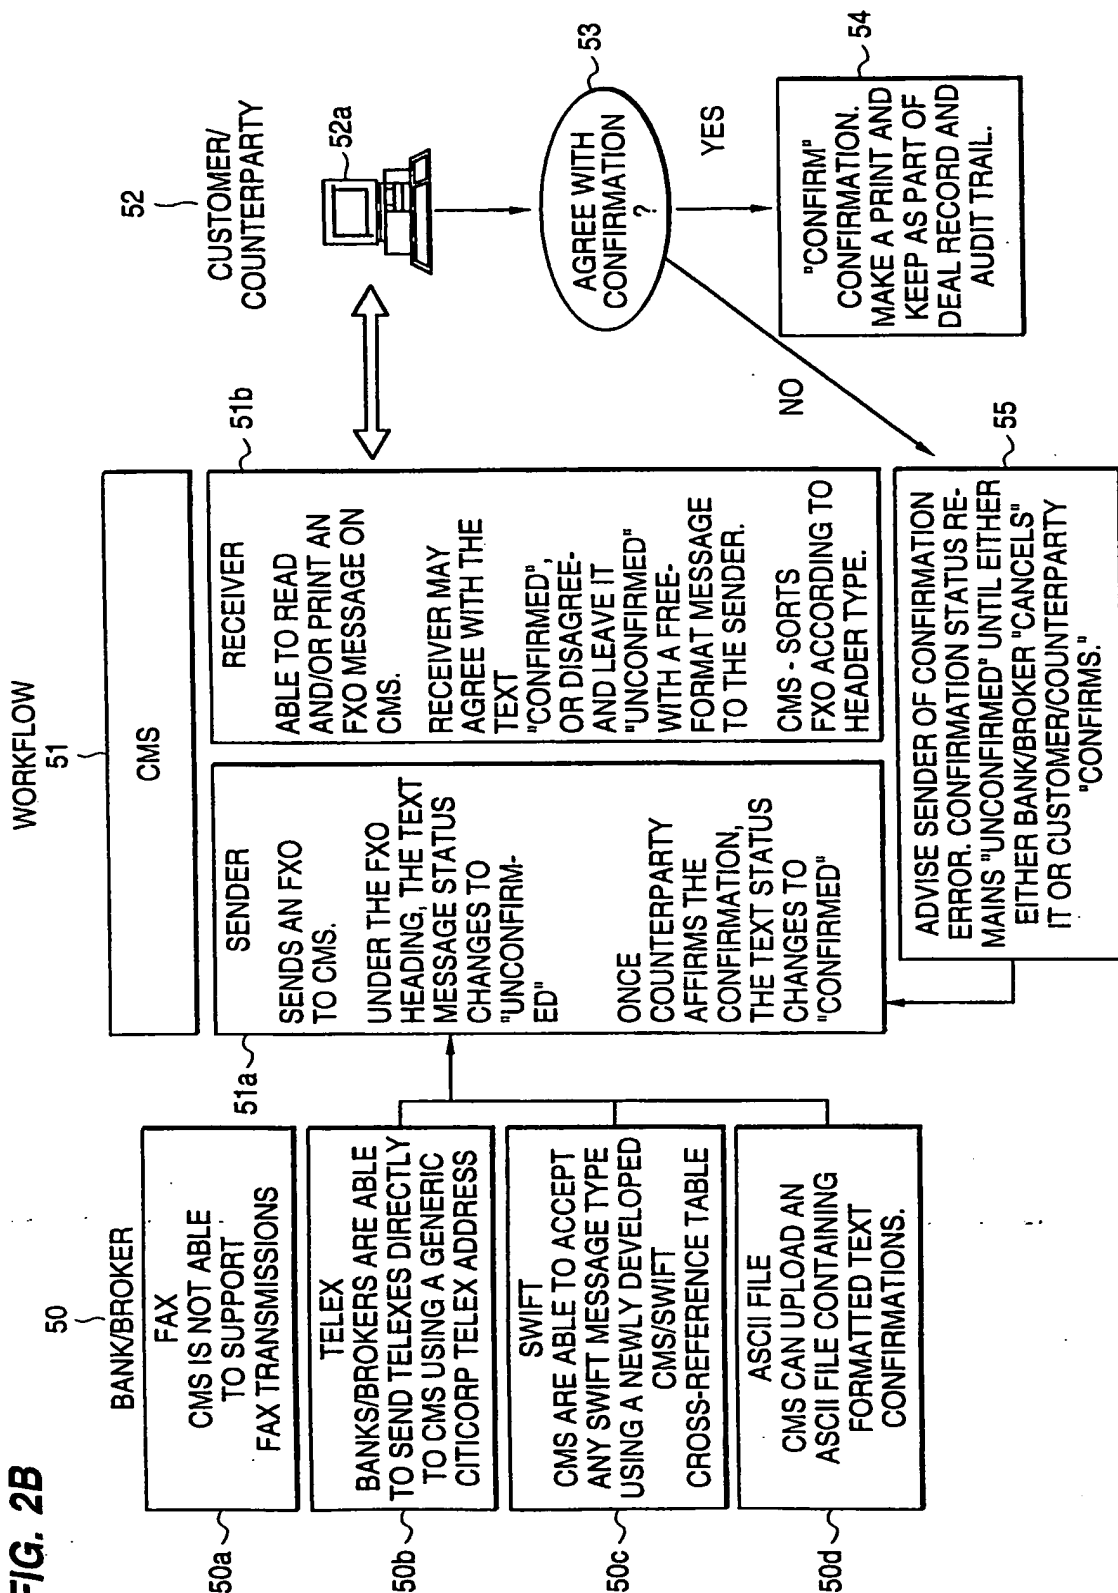 FIG. 2B
WORKFLOW
50
BANK/BROKER
50a
FAX
CMS IS NOT ABLE
TO SUPPORT
FAX TRANSMISSIONS
50b
TELEX
BANKS/BROKERS ARE ABLE
TO SEND TELEXES DIRECTLY
TO CMS USING A GENERIC
CITICORP TELEX ADDRESS
50c
SWIFT
CMS ARE ABLE TO ACCEPT
ANY SWIFT MESSAGE TYPE
USING A NEWLY DEVELOPED
CMS/SWIFT
CROSS-REFERENCE TABLE
50d
ASCII FILE
CMS CAN UPLOAD AN
ASCII FILE CONTAINING
FORMATTED TEXT
CONFIRMATIONS.
51
CMS
51a
SENDER
SENDS AN FXO
TO CMS.
UNDER THE FXO
HEADING, THE TEXT
MESSAGE STATUS
CHANGES TO
"UNCONFIRM-
ED"
ONCE
COUNTERPARTY
AFFIRMS THE
CONFIRMATION,
THE TEXT STATUS
CHANGES TO
"CONFIRMED"
51b
RECEIVER
ABLE TO READ
AND/OR PRINT AN
FXO MESSAGE ON
CMS.
RECEIVER MAY
AGREE WITH THE
TEXT
"CONFIRMED",
OR DISAGREE-
AND LEAVE IT
"UNCONFIRMED"
WITH A FREE-
FORMAT MESSAGE
TO THE SENDER.
CMS - SORTS
FXO ACCORDING TO
HEADER TYPE.
52
CUSTOMER/
COUNTERPARTY
52a
53
AGREE WITH
CONFIRMATION
?
YES
NO
54
"CONFIRM"
CONFIRMATION.
MAKE A PRINT AND
KEEP AS PART OF
DEAL RECORD AND
AUDIT TRAIL.
55
ADVISE SENDER OF CONFIRMATION
ERROR. CONFIRMATION STATUS RE-
MAINS "UNCONFIRMED" UNTIL EITHER
EITHER BANK/BROKER "CANCELS"
IT OR CUSTOMER/COUNTERPARTY
"CONFIRMS."